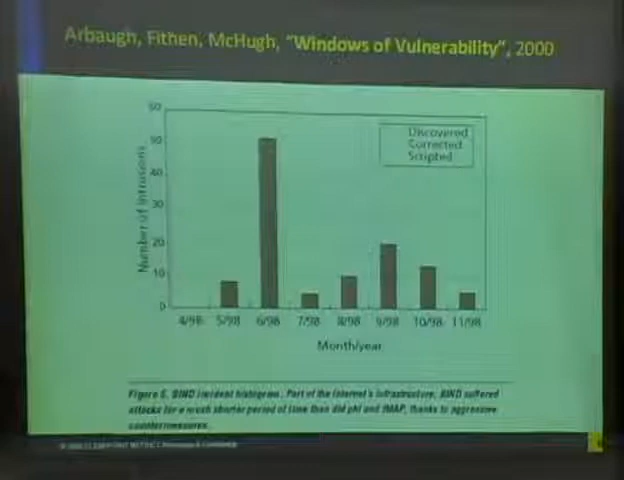 Arbaugh, Fithen, McHugh, "Windows of Vulnerability", 2000
60
50
40
30
20
10
0
Number of Intrusions
Discovered
Corrected
Scripted
4/98 5/98 6/98 7/98 8/98 9/98 10/98 11/98
Month/year
Figure 5. BIND incident histogram. Part of the Internet's infrastructure, BIND suffered
attacks for a much shorter period of time than did phf and IMAP, thanks to aggressive
countermeasures.